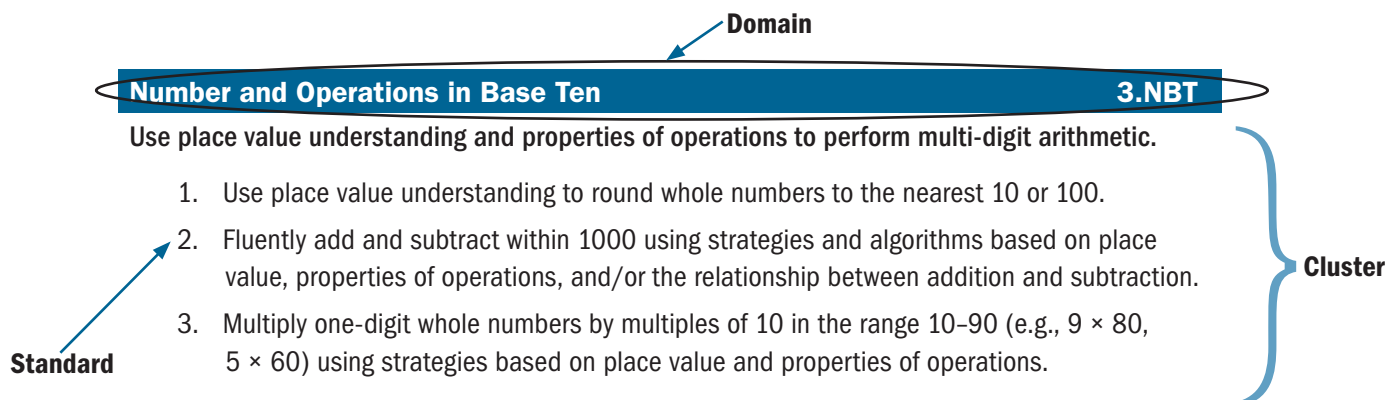 Domain
Number and Operations in Base Ten 3.NBT
Use place value understanding and properties of operations to perform multi-digit arithmetic.
1. Use place value understanding to round whole numbers to the nearest 10 or 100.
2. Fluently add and subtract within 1000 using strategies and algorithms based on place
value, properties of operations, and/or the relationship between addition and subtraction.
Cluster
3. Multiply one-digit whole numbers by multiples of 10 in the range 10–90 (e.g., 9 × 80,
5 × 60) using strategies based on place value and properties of operations.
Standard